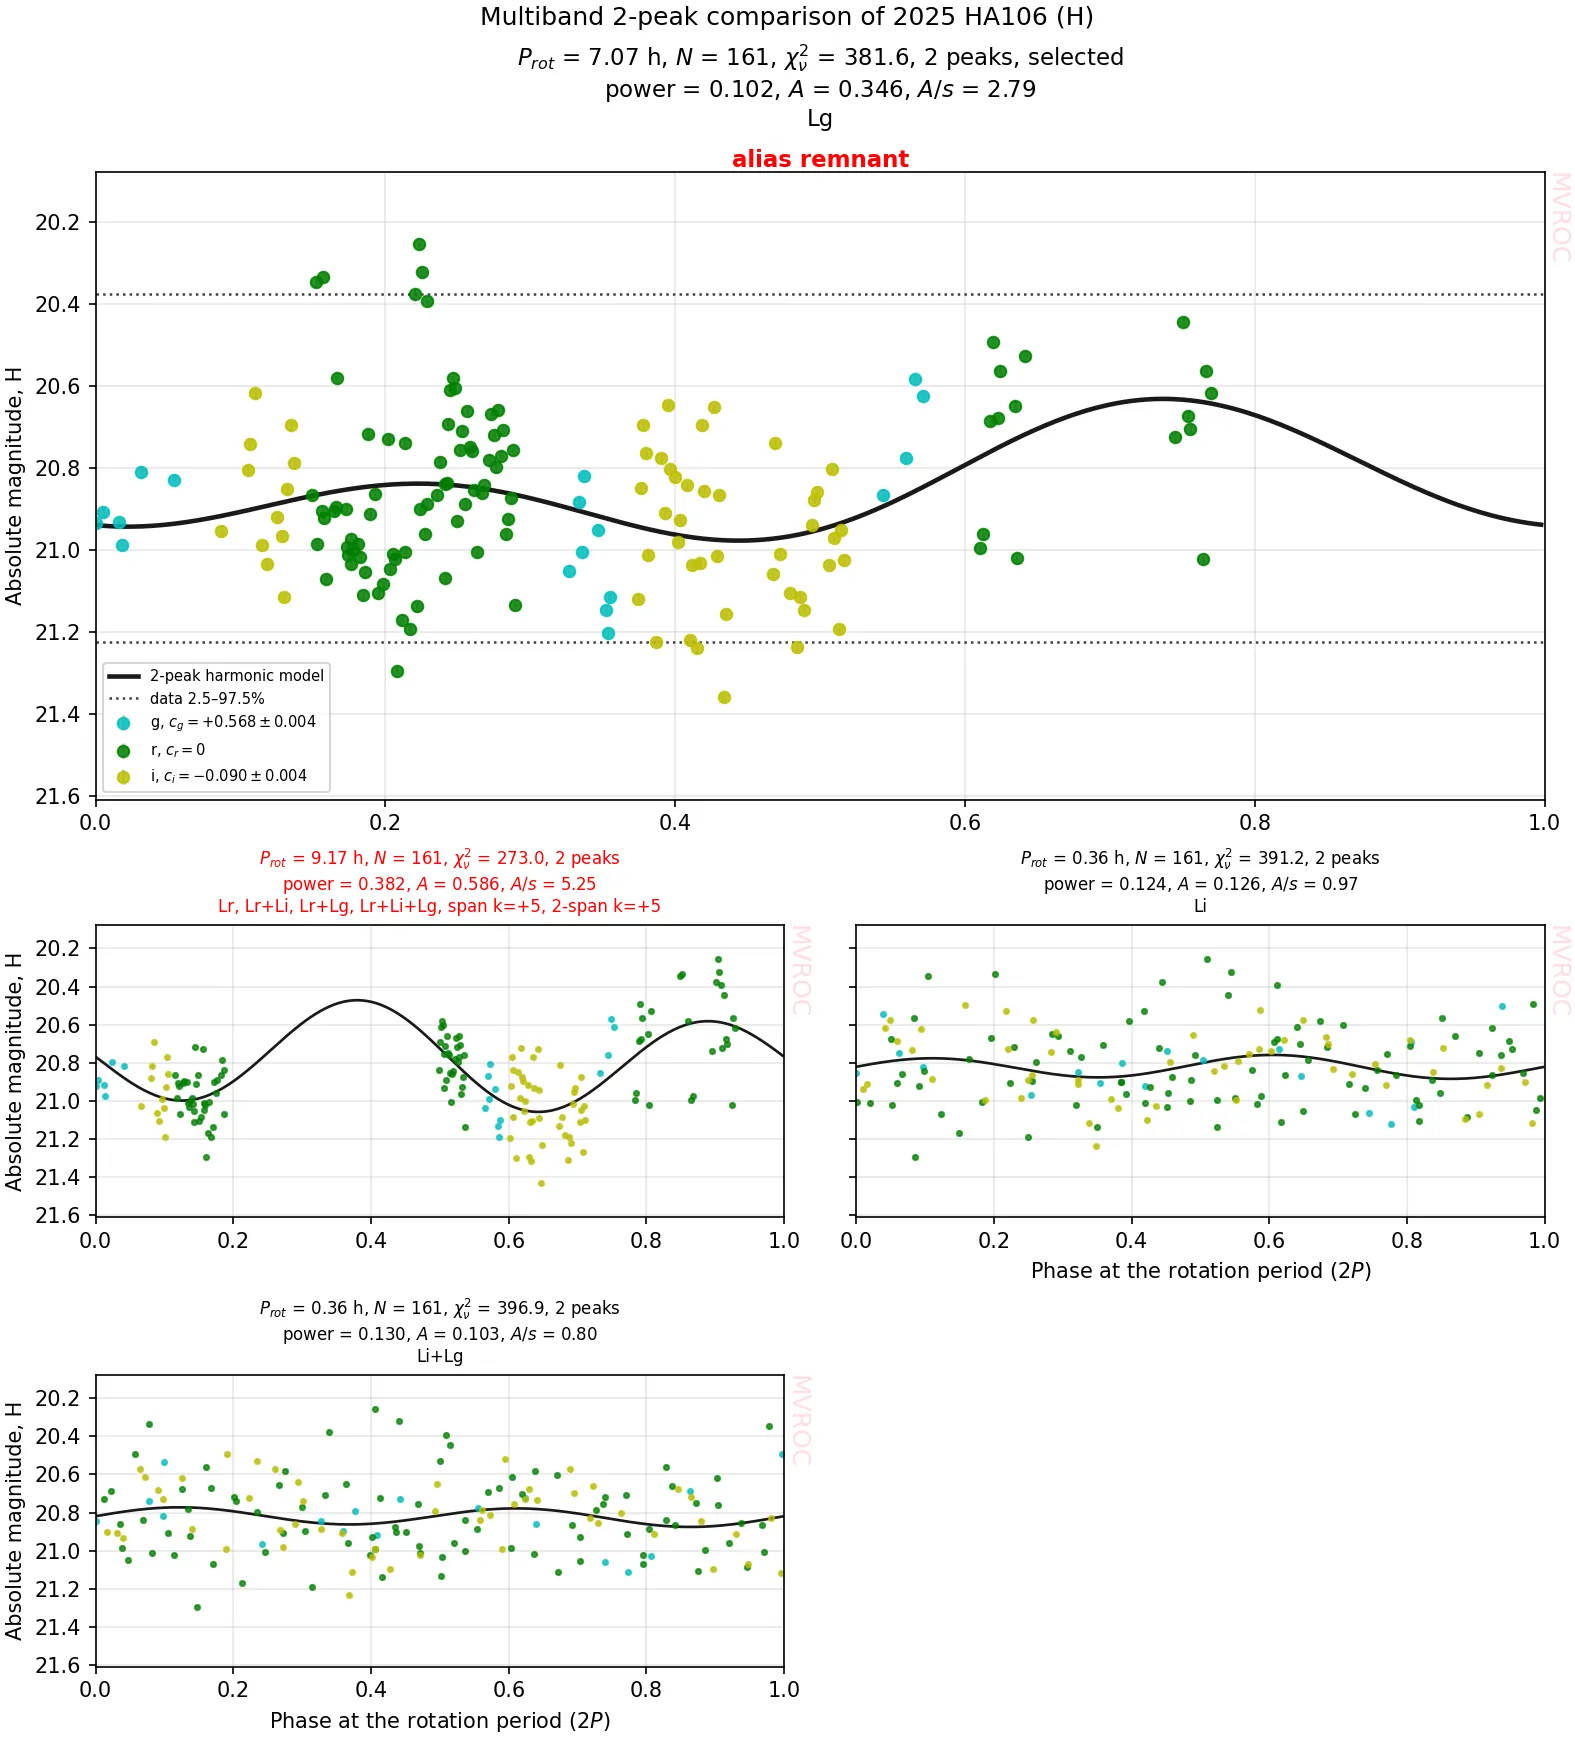 Multiband 2-peak comparison of 2025 HA106 (H)
P_rot = 7.07 h, N = 161, χ²_ν = 381.6, 2 peaks, selected
power = 0.102, A = 0.346, A/s = 2.79
Lg
alias remnant
MVROC
Absolute magnitude, H
20.2
20.4
20.6
20.8
21.0
21.2
21.4
21.6
2-peak harmonic model
data 2.5–97.5%
g, c_g = +0.568 ± 0.004
r, c_r = 0
i, c_i = −0.090 ± 0.004
0.0 0.2 0.4 0.6 0.8 1.0
P_rot = 9.17 h, N = 161, χ²_ν = 273.0, 2 peaks
power = 0.382, A = 0.586, A/s = 5.25
Lr, Lr+Li, Lr+Lg, Lr+Li+Lg, span k=+5, 2-span k=+5
MVROC
Absolute magnitude, H
20.2
20.4
20.6
20.8
21.0
21.2
21.4
21.6
0.0 0.2 0.4 0.6 0.8 1.0
P_rot = 0.36 h, N = 161, χ²_ν = 391.2, 2 peaks
power = 0.124, A = 0.126, A/s = 0.97
Li
MVROC
0.0 0.2 0.4 0.6 0.8 1.0
Phase at the rotation period (2P)
P_rot = 0.36 h, N = 161, χ²_ν = 396.9, 2 peaks
power = 0.130, A = 0.103, A/s = 0.80
Li+Lg
MVROC
Absolute magnitude, H
20.2
20.4
20.6
20.8
21.0
21.2
21.4
21.6
0.0 0.2 0.4 0.6 0.8 1.0
Phase at the rotation period (2P)